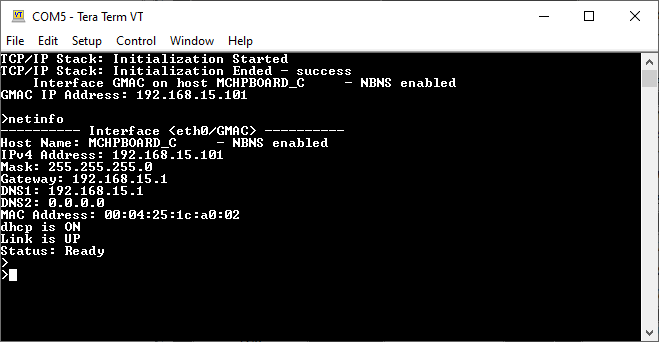 COM5 - Tera Term VT
File Edit Setup Control Window Help
TCP/IP Stack: Initialization Started
TCP/IP Stack: Initialization Ended - success
    Interface GMAC on host MCHPBOARD_C     - NBNS enabled
GMAC IP Address: 192.168.15.101
>netinfo
---------- Interface <eth0/GMAC> ----------
Host Name: MCHPBOARD_C     - NBNS enabled
IPv4 Address: 192.168.15.101
Mask: 255.255.255.0
Gateway: 192.168.15.1
DNS1: 192.168.15.1
DNS2: 0.0.0.0
MAC Address: 00:04:25:1c:a0:02
dhcp is ON
Link is UP
Status: Ready
>
>